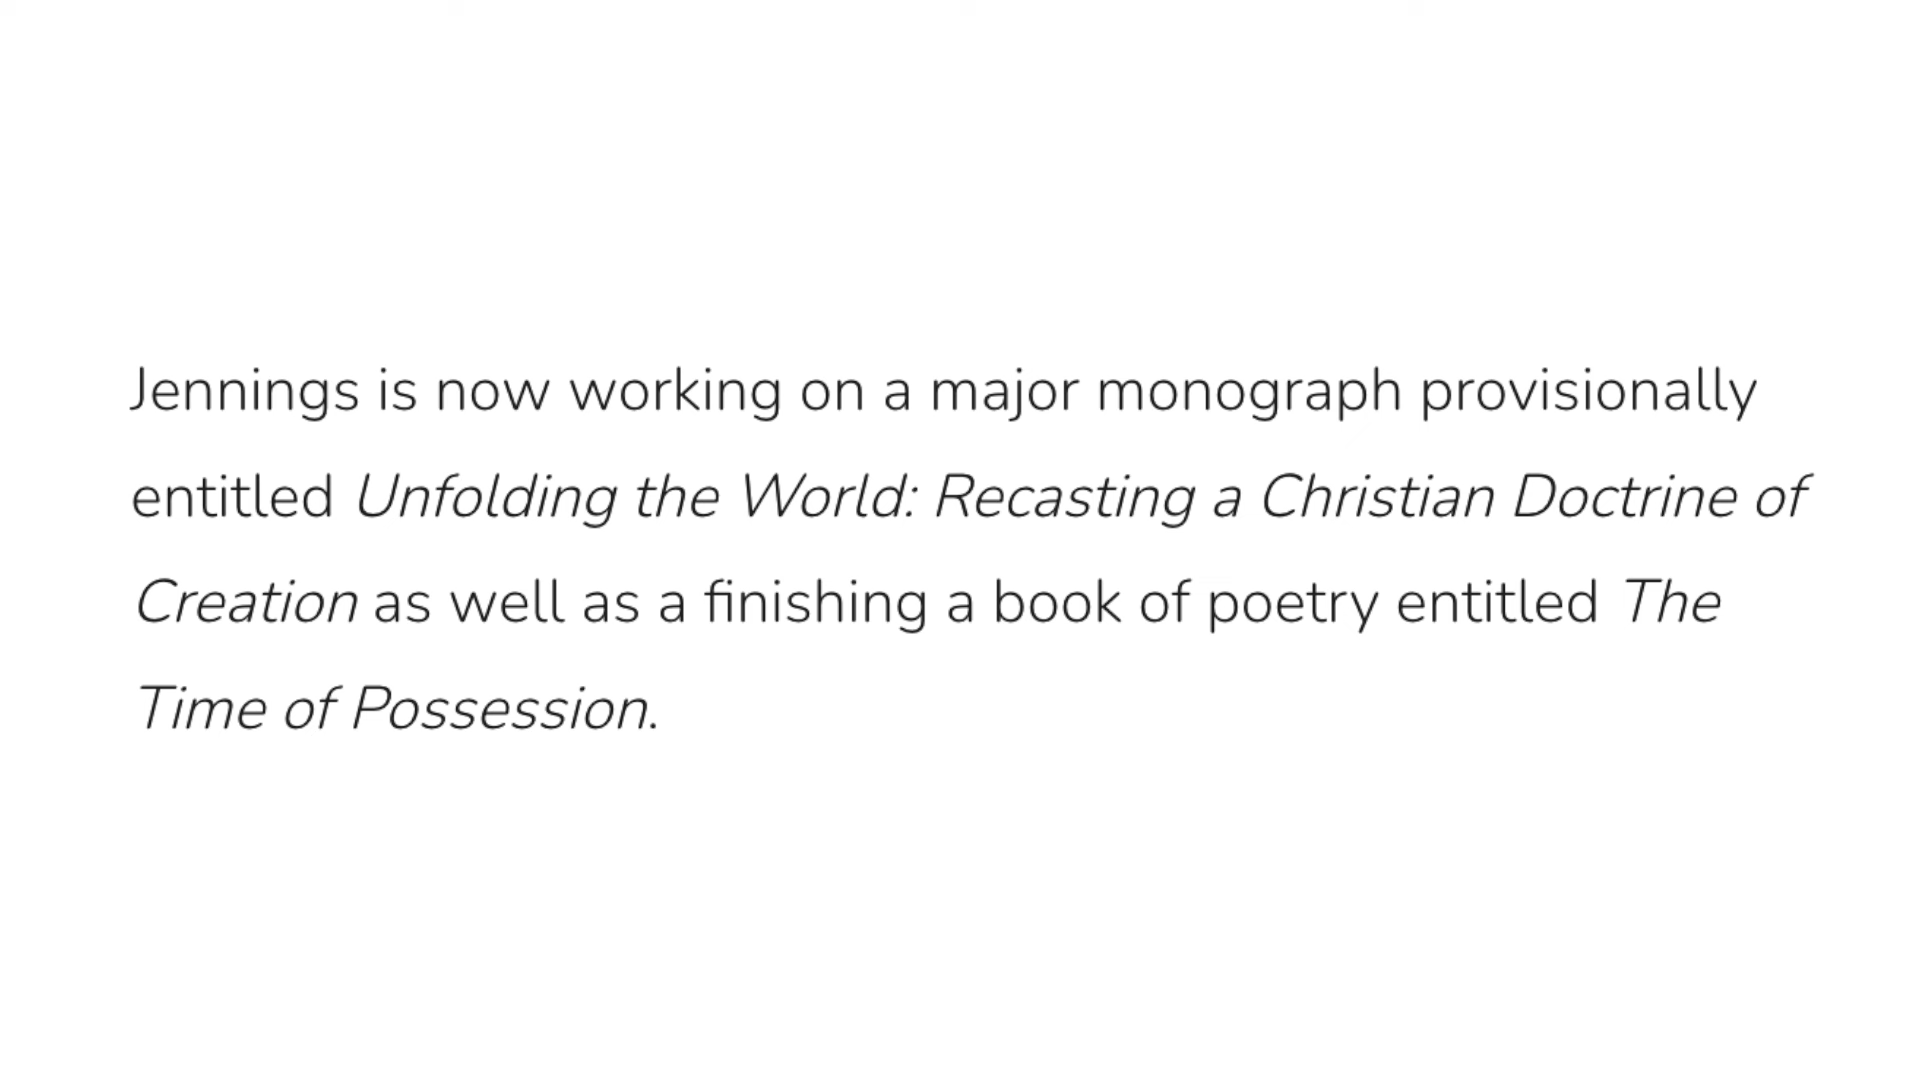 Jennings is now working on a major monograph provisionally
entitled Unfolding the World: Recasting a Christian Doctrine of
Creation as well as a finishing a book of poetry entitled The
Time of Possession.